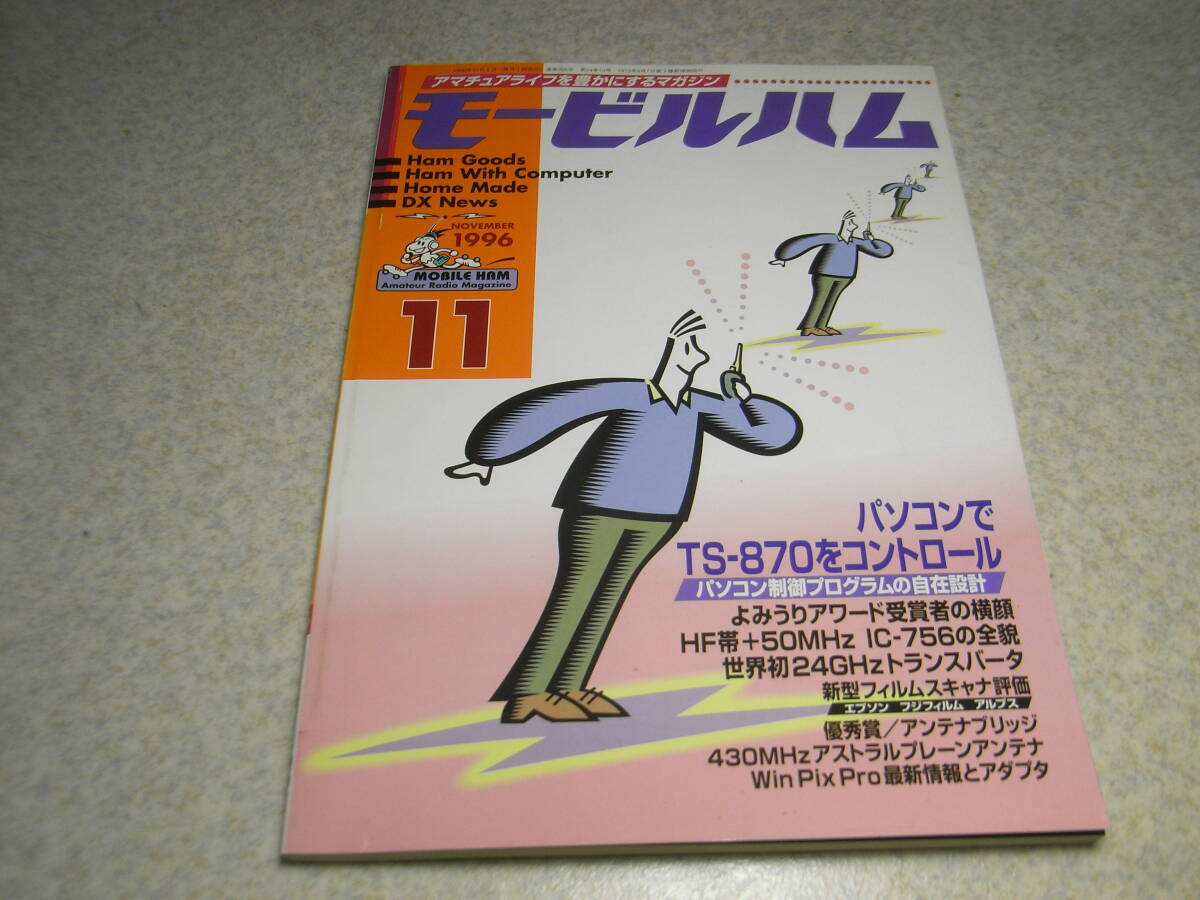 アマチュアライフを豊かにするマガジン
モービルハム
Ham Goods
Ham With Computer
Home Made
DX News
NOVEMBER
1996
MOBILE HAM
Amateur Radio Magazine
11
パソコンで
TS-870をコントロール
パソコン制御プログラムの自在設計
よみうりアワード受賞者の横顔
HF帯+50MHz IC-756の全貌
世界初24GHzトランスバータ
新型フィルムスキャナ評価
エプソン フジフィルム アルプス
優秀賞/アンテナブリッジ
430MHzアストラルプレーンアンテナ
Win Pix Pro最新情報とアダプタ